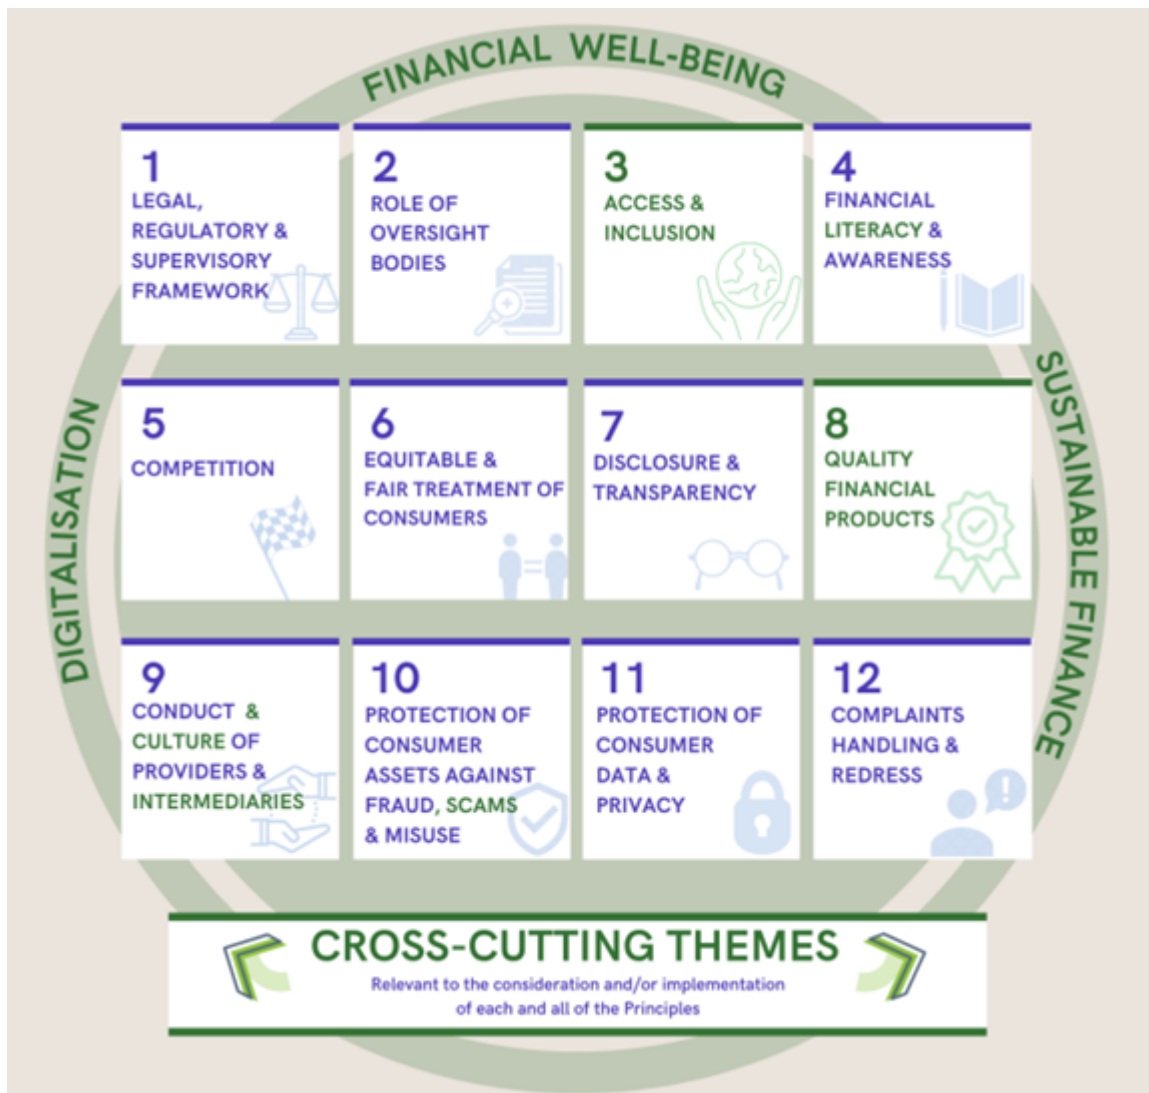 FINANCIAL WELL-BEING
1
LEGAL,
REGULATORY &
SUPERVISORY
FRAMEWORK
2
ROLE OF
OVERSIGHT
BODIES
3
ACCESS &
INCLUSION
4
FINANCIAL
LITERACY &
AWARENESS
5
COMPETITION
6
EQUITABLE &
FAIR TREATMENT OF
CONSUMERS
7
DISCLOSURE &
TRANSPARENCY
8
QUALITY
FINANCIAL
PRODUCTS
9
CONDUCT &
CULTURE OF
PROVIDERS &
INTERMEDIARIES
10
PROTECTION OF
CONSUMER
ASSETS AGAINST
FRAUD, SCAMS
& MISUSE
11
PROTECTION OF
CONSUMER
DATA &
PRIVACY
12
COMPLAINTS
HANDLING &
REDRESS
DIGITALISATION
SUSTAINABLE FINANCE
CROSS-CUTTING THEMES
Relevant to the consideration and/or implementation
of each and all of the Principles